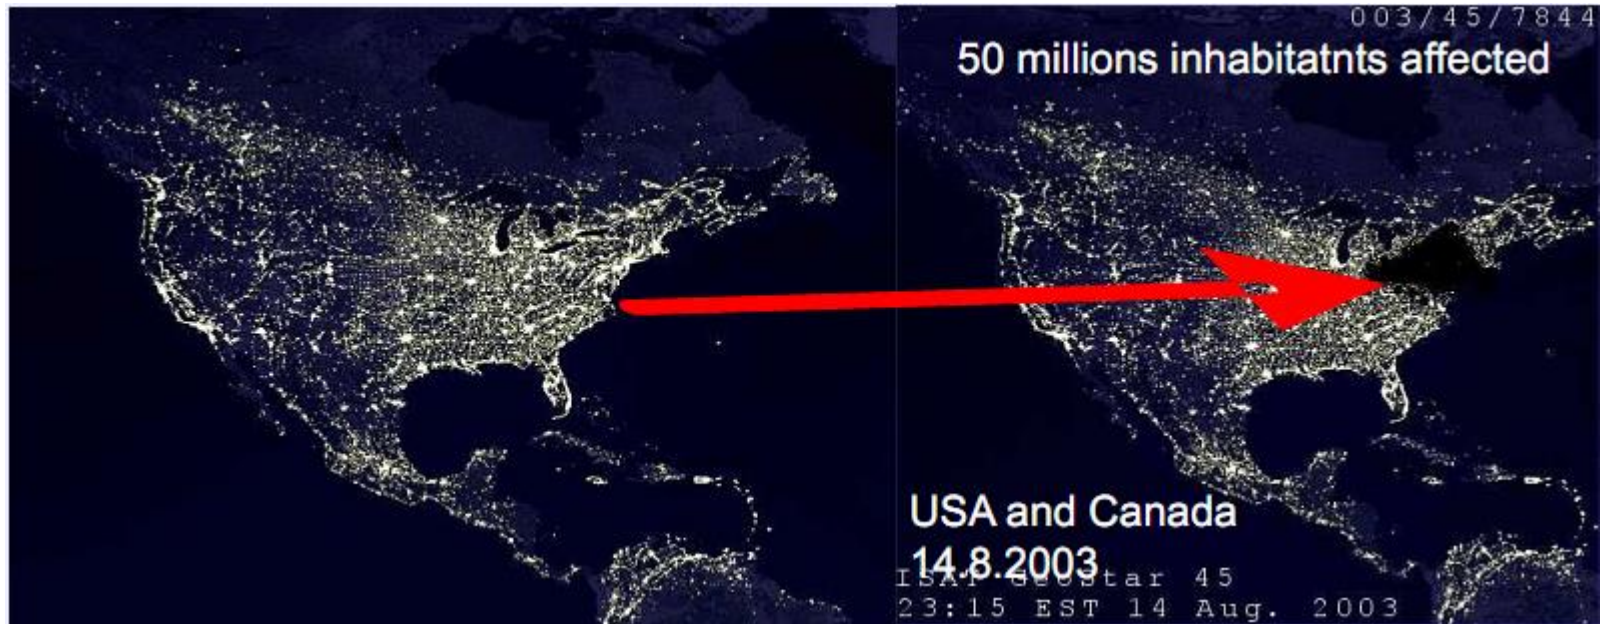 003/45/7844
50 millions inhabitatnts affected
USA and Canada
14.8.2003
45
23:15 EST 14 Aug. 2003